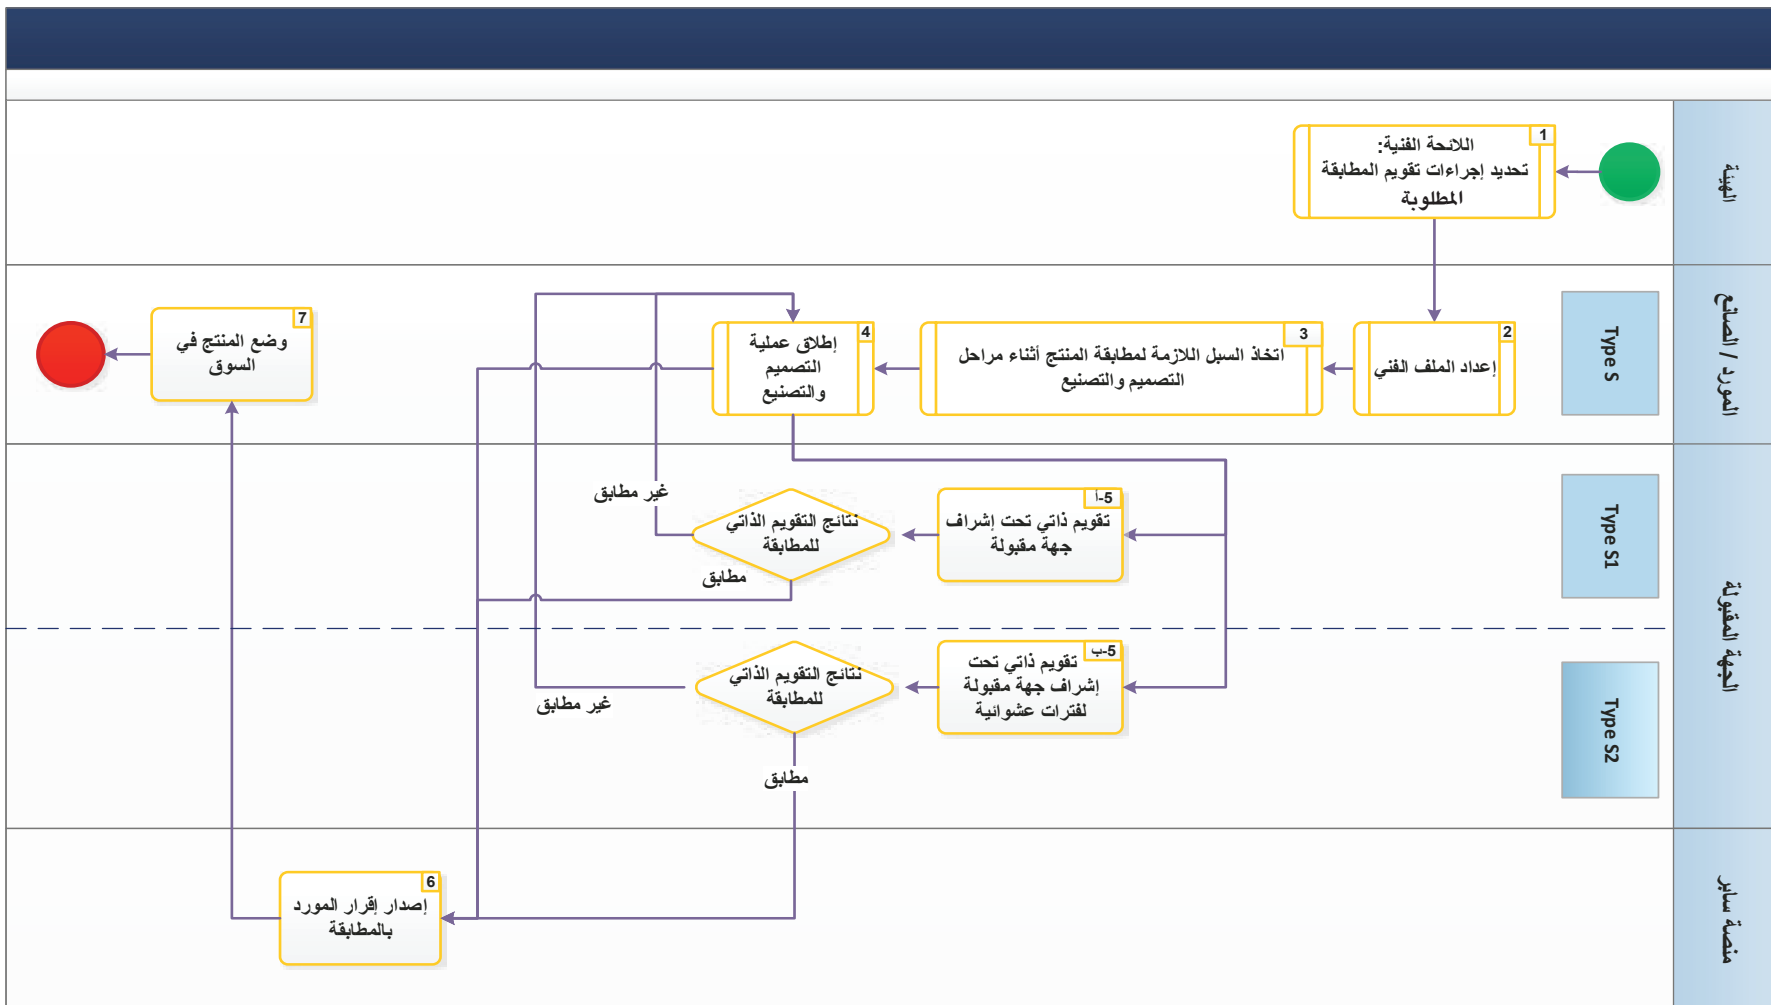 الهيئة
1
اللائحة الفنية:
تحديد إجراءات تقويم المطابقة
المطلوبة
المورد / الصانع
Type S
2
إعداد الملف الفني
3
اتخاذ السبل اللازمة لمطابقة المنتج أثناء مراحل
التصميم والتصنيع
4
إطلاق عملية
التصميم
والتصنيع
7
وضع المنتج في
السوق
الجهة المقبولة
Type S1
5-أ
تقويم ذاتي تحت إشراف
جهة مقبولة
نتائج التقويم الذاتي
للمطابقة
غير مطابق
مطابق
Type S2
5-ب
تقويم ذاتي تحت
إشراف جهة مقبولة
لفترات عشوائية
نتائج التقويم الذاتي
للمطابقة
غير مطابق
مطابق
منصة سابر
6
إصدار إقرار المورد
بالمطابقة